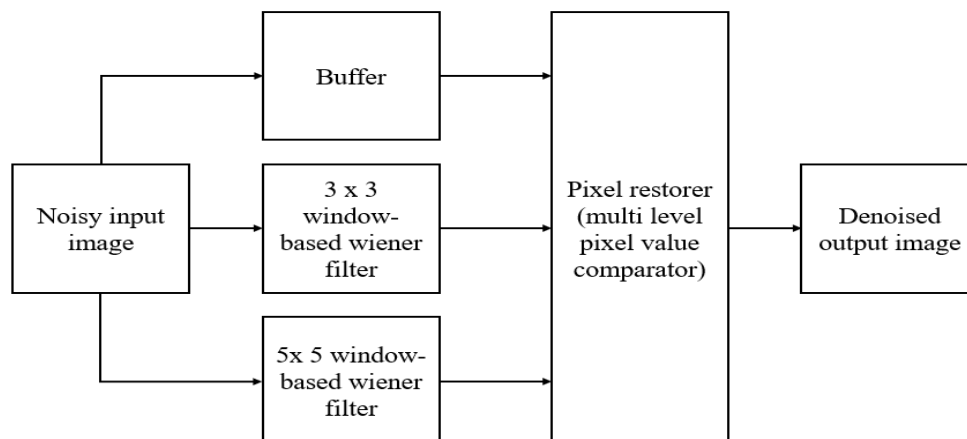 Buffer
Noisy input
image
3 x 3
window-
based wiener
filter
5x 5 window-
based wiener
filter
Pixel restorer
(multi level
pixel value
comparator)
Denoised
output image